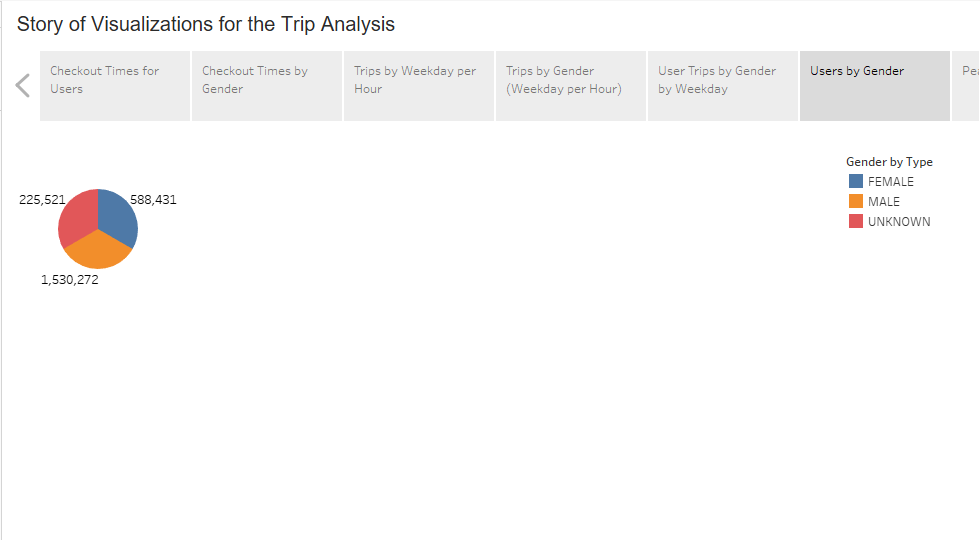 Story of Visualizations for the Trip Analysis
Checkout Times for
Users
Checkout Times by
Gender
Trips by Weekday per
Hour
Trips by Gender
(Weekday per Hour)
User Trips by Gender
by Weekday
Users by Gender
Gender by Type
FEMALE
MALE
UNKNOWN
225,521
588,431
1,530,272